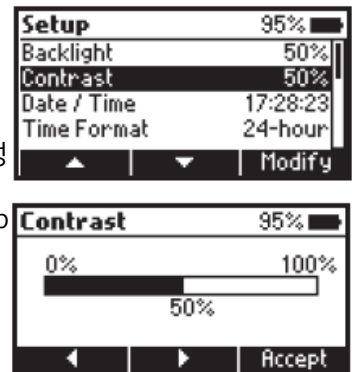 Setup 95%
Backlight 50%
Contrast 50%
Date / Time 17:28:23
Time Format 24-hour
Modify
Contrast 95%
0% 100%
50%
Accept